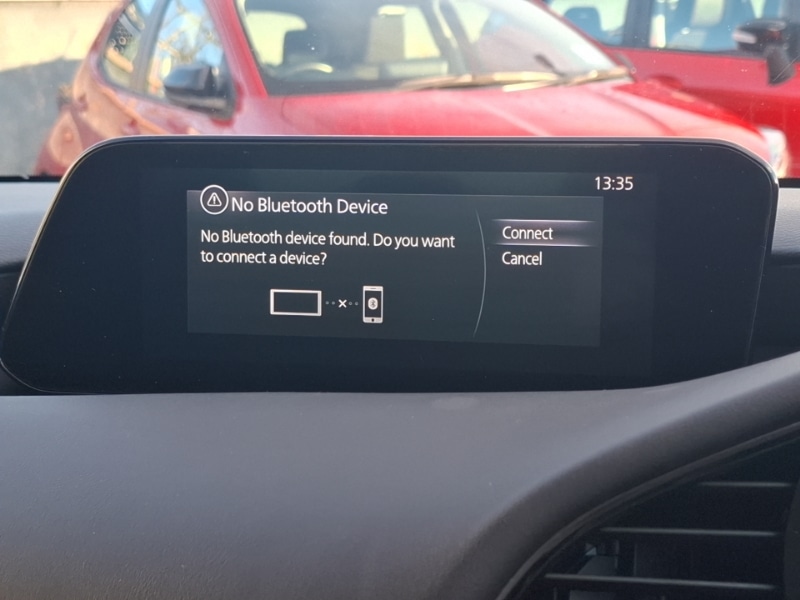 13:35
No Bluetooth Device
No Bluetooth device found. Do you want
to connect a device?
Connect
Cancel